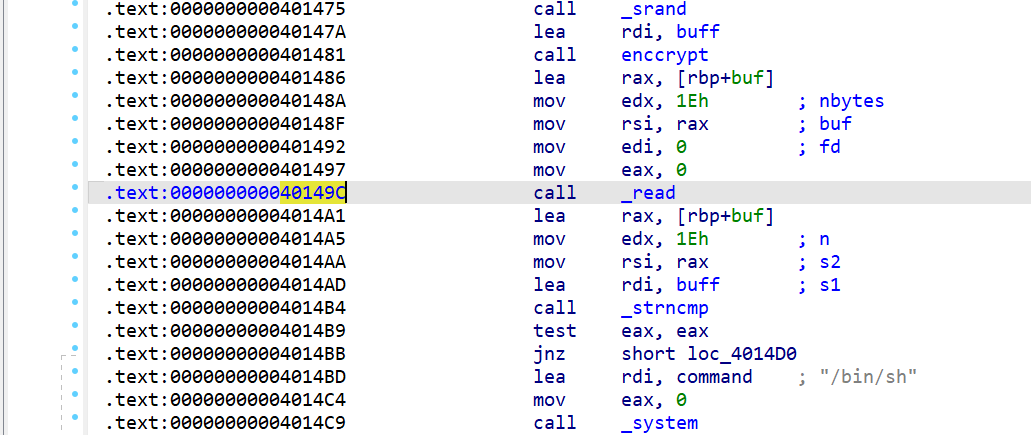 .text:0000000000401475 call _srand
.text:000000000040147A lea rdi, buff
.text:0000000000401481 call enccrypt
.text:0000000000401486 lea rax, [rbp+buf]
.text:000000000040148A mov edx, 1Eh ; nbytes
.text:000000000040148F mov rsi, rax ; buf
.text:0000000000401492 mov edi, 0 ; fd
.text:0000000000401497 mov eax, 0
.text:000000000040149C call _read
.text:00000000004014A1 lea rax, [rbp+buf]
.text:00000000004014A5 mov edx, 1Eh ; n
.text:00000000004014AA mov rsi, rax ; s2
.text:00000000004014AD lea rdi, buff ; s1
.text:00000000004014B4 call _strncmp
.text:00000000004014B9 test eax, eax
.text:00000000004014BB jnz short loc_4014D0
.text:00000000004014BD lea rdi, command ; "/bin/sh"
.text:00000000004014C4 mov eax, 0
.text:00000000004014C9 call _system